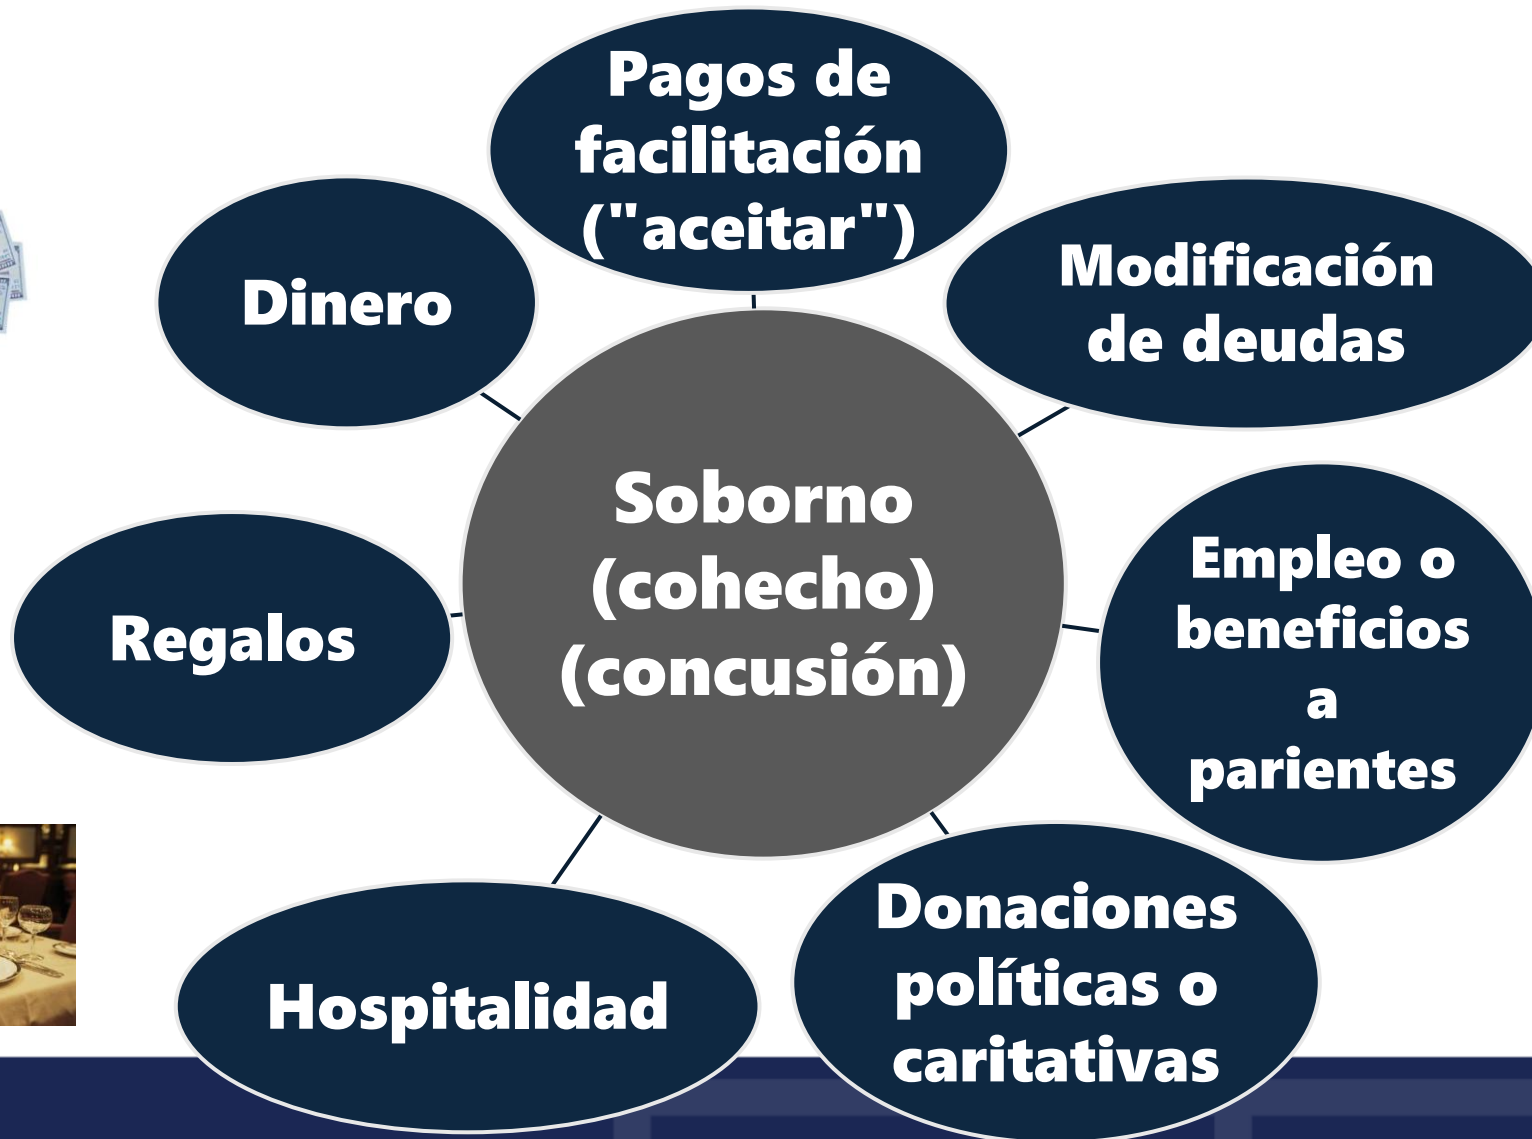 Pagos de
facilitación
("aceitar")
Dinero
Modificación
de deudas
Soborno
(cohecho)
(concusión)
Regalos
Empleo o
beneficios
a
parientes
Hospitalidad
Donaciones
políticas o
caritativas